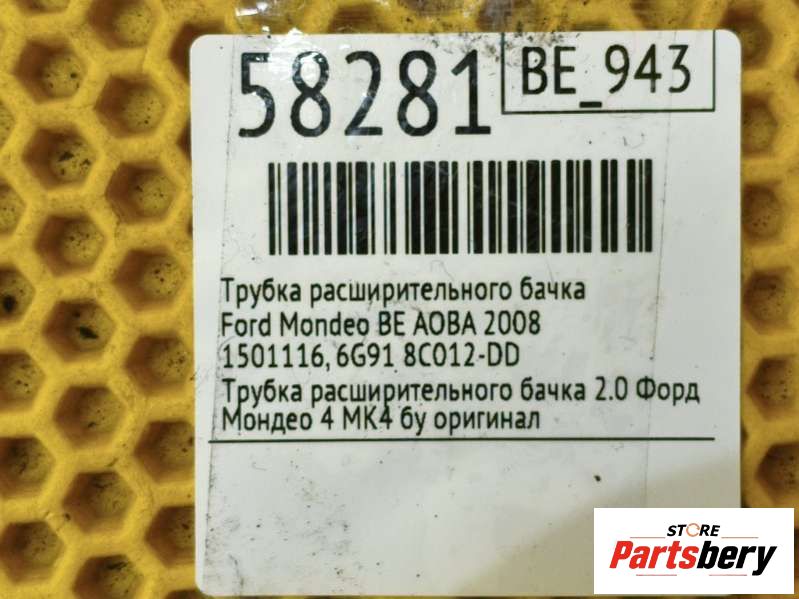 58281
BE_943
Трубка расширительного бачка
Ford Mondeo BE AOBA 2008
1501116, 6G91 8C012-DD
Трубка расширительного бачка 2.0 Форд
Мондео 4 МК4 бу оригинал
STORE
Partsbery